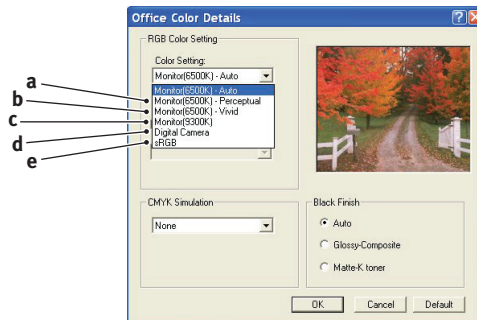 Office Color Details
RGB Color Setting
Color Setting:
Monitor(6500K) - Auto
Monitor(6500K) - Auto
a Monitor(6500K) - Perceptual
b Monitor(6500K) - Vivid
c Monitor(9300K)
d Digital Camera
e sRGB
CMYK Simulation
None
Black Finish
Auto
Glossy-Composite
Matte-K toner
OK Cancel Default